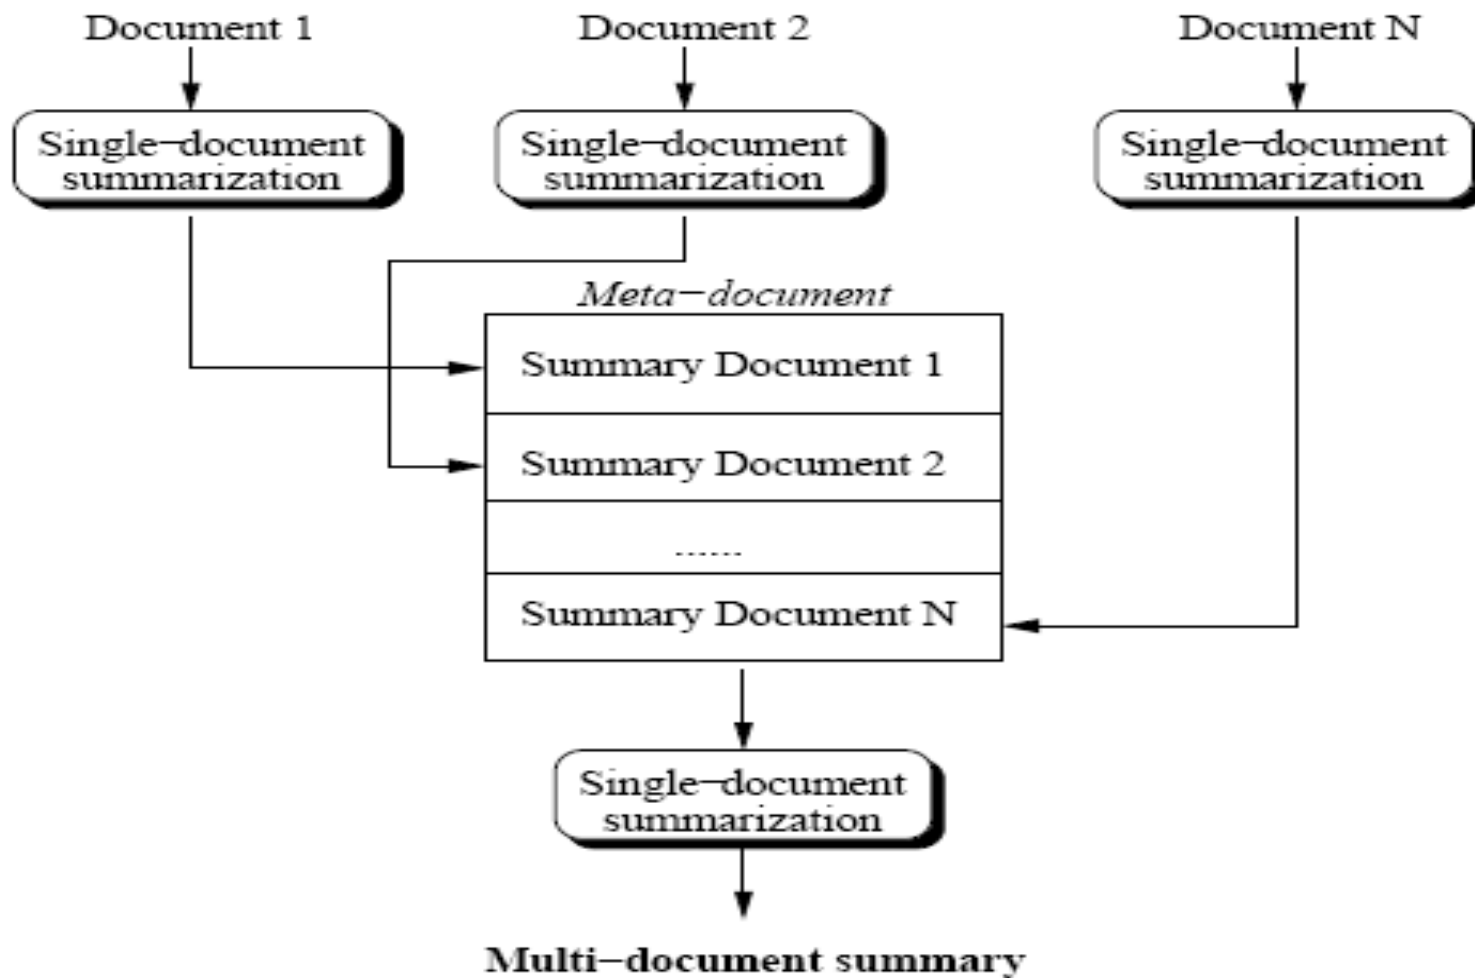 Document 1
Document 2
Document N
Single-document
summarization
Single-document
summarization
Single-document
summarization
Meta-document
Summary Document 1
Summary Document 2
......
Summary Document N
Single-document
summarization
Multi-document summary